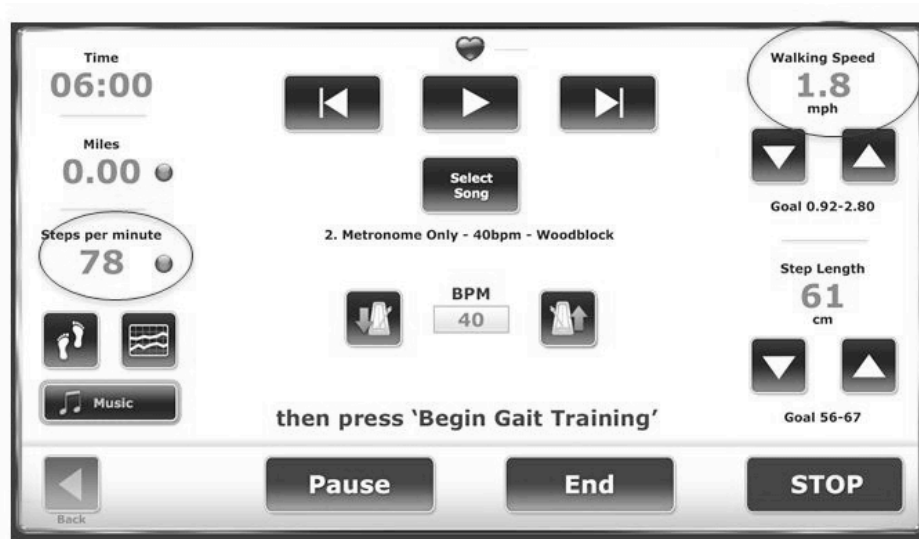 Time
06:00
Miles
0.00
Steps per minute
78
Music
Select
Song
2. Metronome Only - 40bpm - Woodblock
BPM
40
then press ‘Begin Gait Training’
Walking Speed
1.8
mph
Goal 0.92-2.80
Step Length
61
cm
Goal 56-67
Back
Pause
End
STOP